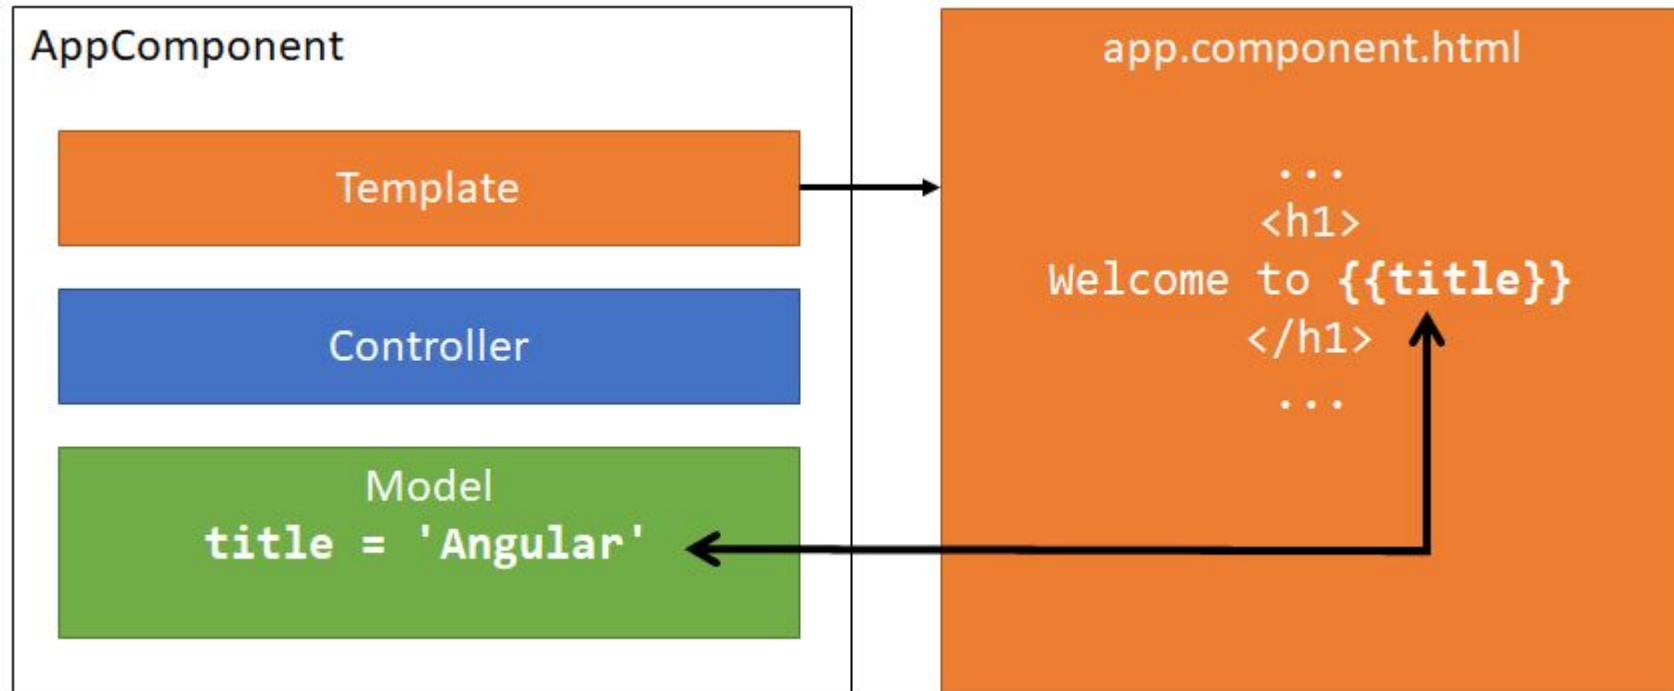 AppComponent
Template
Controller
Model
title = 'Angular'
app.component.html
...
<h1>
Welcome to {{title}}
</h1>
...